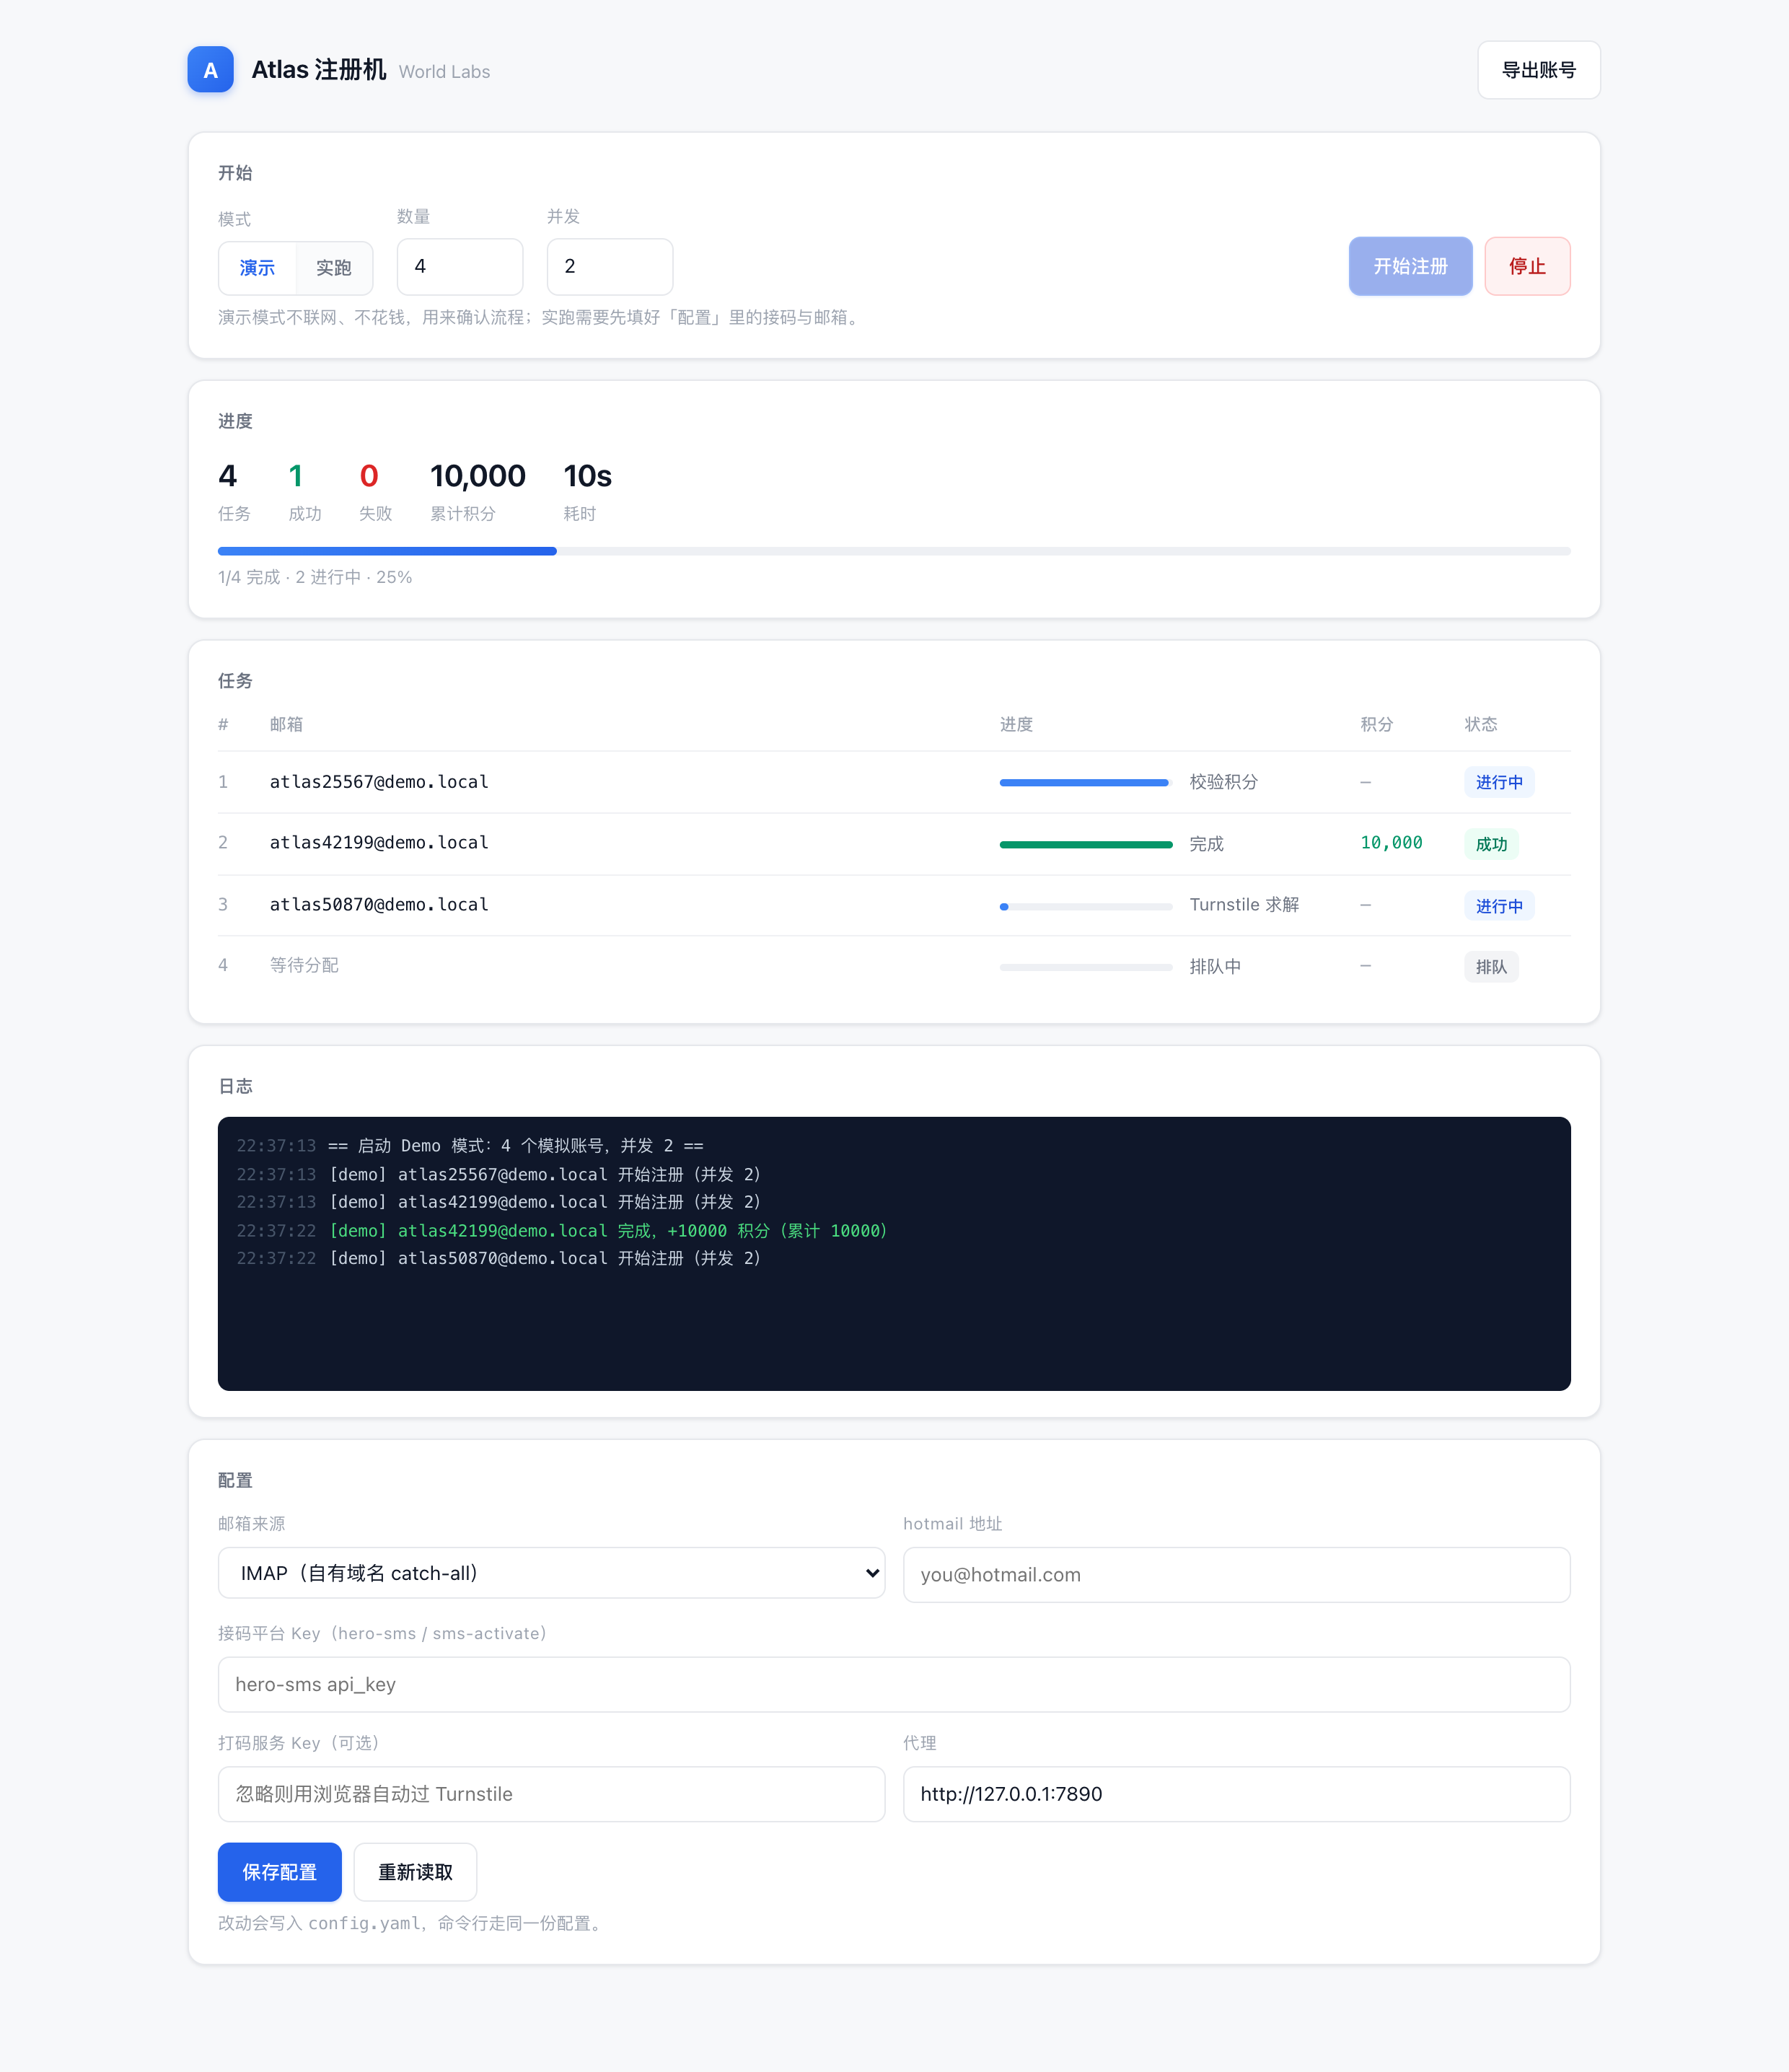 A Atlas 注册机 World Labs 导出账号
开始
模式 数量 并发
演示 实跑 4 2 开始注册 停止
演示模式不联网、不花钱，用来确认流程；实跑需要先填好「配置」里的接码与邮箱。
进度
4 1 0 10,000 10s
任务 成功 失败 累计积分 耗时
1/4 完成 · 2 进行中 · 25%
任务
# 邮箱 进度 积分 状态
1 atlas25567@demo.local 校验积分 — 进行中
2 atlas42199@demo.local 完成 10,000 成功
3 atlas50870@demo.local Turnstile 求解 — 进行中
4 等待分配 排队中 — 排队
日志
22:37:13 == 启动 Demo 模式：4 个模拟账号，并发 2 ==
22:37:13 [demo] atlas25567@demo.local 开始注册（并发 2）
22:37:13 [demo] atlas42199@demo.local 开始注册（并发 2）
22:37:22 [demo] atlas42199@demo.local 完成，+10000 积分（累计 10000）
22:37:22 [demo] atlas50870@demo.local 开始注册（并发 2）
配置
邮箱来源 hotmail 地址
IMAP（自有域名 catch-all） you@hotmail.com
接码平台 Key（hero-sms / sms-activate）
hero-sms api_key
打码服务 Key（可选） 代理
忽略则用浏览器自动过 Turnstile http://127.0.0.1:7890
保存配置 重新读取
改动会写入 config.yaml，命令行走同一份配置。